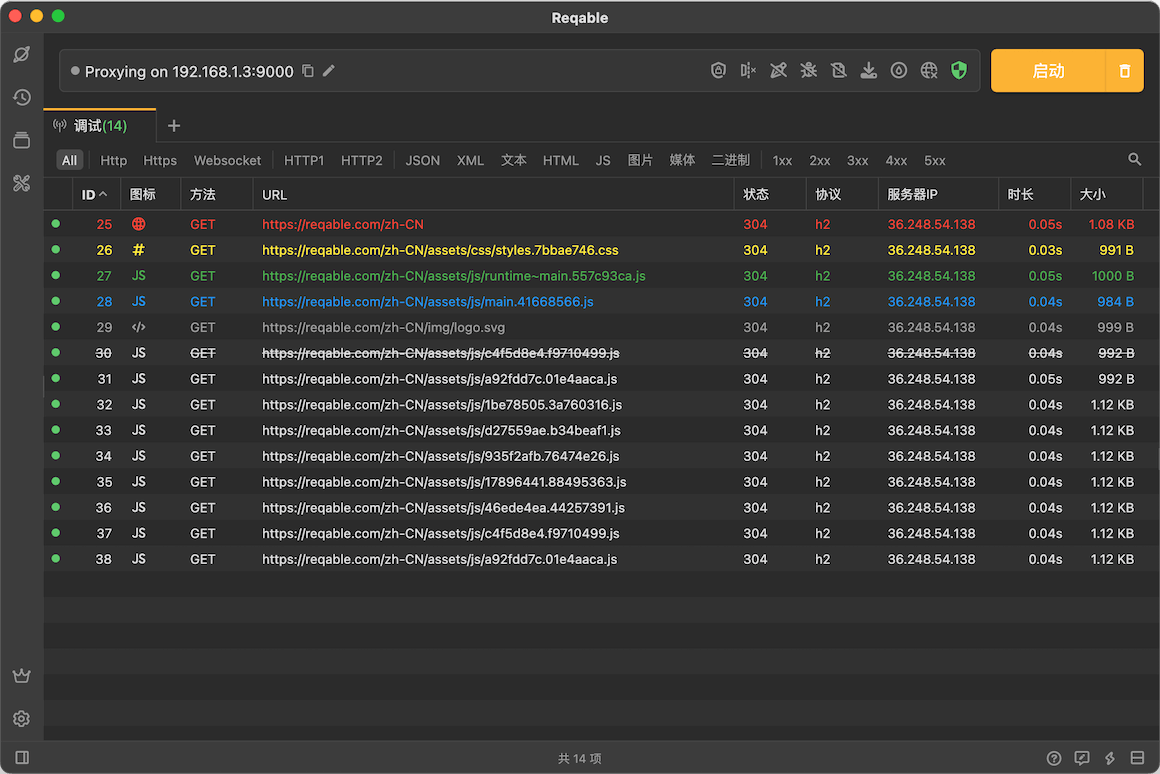 Reqable
Proxying on 192.168.1.3:9000 启动
调试(14)
All Http Https Websocket HTTP1 HTTP2 JSON XML 文本 HTML JS 图片 媒体 二进制 1xx 2xx 3xx 4xx 5xx
ID 图标 方法 URL 状态 协议 服务器IP 时长 大小
25 GET https://reqable.com/zh-CN 304 h2 36.248.54.138 0.05s 1.08 KB
26 # GET https://reqable.com/zh-CN/assets/css/styles.7bbae746.css 304 h2 36.248.54.138 0.03s 991 B
27 JS GET https://reqable.com/zh-CN/assets/js/runtime~main.557c93ca.js 304 h2 36.248.54.138 0.05s 1000 B
28 JS GET https://reqable.com/zh-CN/assets/js/main.41668566.js 304 h2 36.248.54.138 0.04s 984 B
29 </> GET https://reqable.com/zh-CN/img/logo.svg 304 h2 36.248.54.138 0.04s 999 B
30 JS GET https://reqable.com/zh-CN/assets/js/c4f5d8e4.f9710499.js 304 h2 36.248.54.138 0.04s 992 B
31 JS GET https://reqable.com/zh-CN/assets/js/a92fdd7c.01e4aaca.js 304 h2 36.248.54.138 0.05s 992 B
32 JS GET https://reqable.com/zh-CN/assets/js/1be78505.3a760316.js 304 h2 36.248.54.138 0.04s 1.12 KB
33 JS GET https://reqable.com/zh-CN/assets/js/d27559ae.b34beaf1.js 304 h2 36.248.54.138 0.04s 1.12 KB
34 JS GET https://reqable.com/zh-CN/assets/js/935f2afb.76474e26.js 304 h2 36.248.54.138 0.04s 1.12 KB
35 JS GET https://reqable.com/zh-CN/assets/js/17896441.88495363.js 304 h2 36.248.54.138 0.04s 1.12 KB
36 JS GET https://reqable.com/zh-CN/assets/js/46ede4ea.44257391.js 304 h2 36.248.54.138 0.04s 1.12 KB
37 JS GET https://reqable.com/zh-CN/assets/js/c4f5d8e4.f9710499.js 304 h2 36.248.54.138 0.04s 1.12 KB
38 JS GET https://reqable.com/zh-CN/assets/js/a92fdd7c.01e4aaca.js 304 h2 36.248.54.138 0.04s 1.12 KB
共 14 项